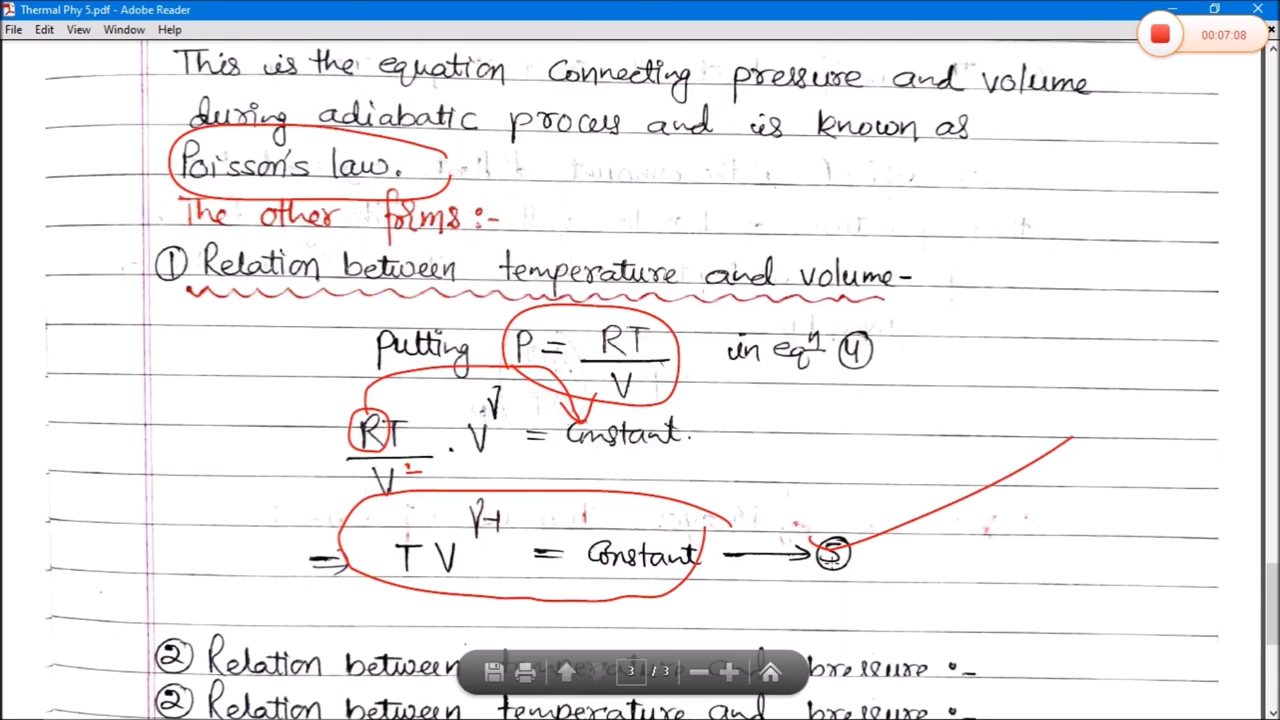 Thermal Phy 5.pdf - Adobe Reader
File Edit View Window Help
00:07:08
This is the equation connecting pressure and volume
during adiabatic process and is known as
Poisson's law.
The other forms:-
① Relation between temperature and volume-
Putting P = RT/V in eqⁿ ④
RT/V¹ . V^γ = Constant.
⇒ TV^γ-1 = Constant → ⑤
② Relation between temperature and pressure :-
3 / 3
② Relation between temperature and pressure :-